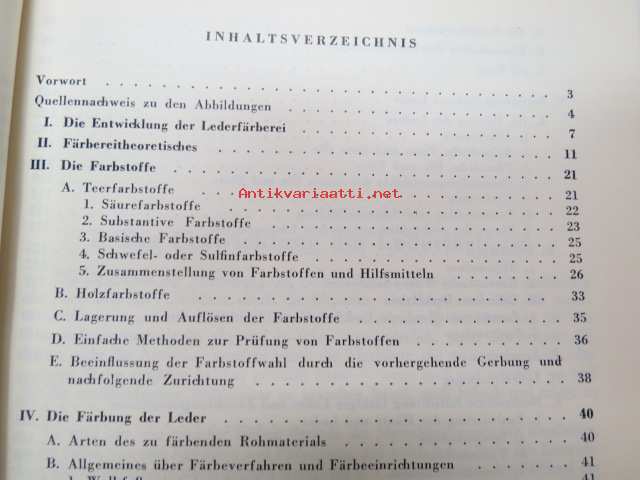 INHALTSVERZEICHNIS
Vorwort . . . . . . . . . . . . . . . . . . . 3
Quellennachweis zu den Abbildungen . . . . . . . . . . . 4
I. Die Entwicklung der Lederfärberei . . . . . . . . . . . 7
II. Färbereitheoretisches . . . . . . . . . . . . . . 11
III. Die Farbstoffe . . . . . . . . . . . . . . . . 21
A. Teerfarbstoffe . . . . . . . . . . . . . . . 21
Antikvariaatti.net
1. Säurefarbstoffe . . . . . . . . . . . . . . 22
2. Substantive Farbstoffe . . . . . . . . . . . . 23
3. Basische Farbstoffe . . . . . . . . . . . . . 25
4. Schwefel- oder Sulfinfarbstoffe . . . . . . . . . . 25
5. Zusammenstellung von Farbstoffen und Hilfsmitteln . . . . 26
B. Holzfarbstoffe . . . . . . . . . . . . . . . 33
C. Lagerung und Auflösen der Farbstoffe . . . . . . . . 35
D. Einfache Methoden zur Prüfung von Farbstoffen . . . . . 36
E. Beeinflussung der Farbstoffwahl durch die vorhergehende Gerbung und
nachfolgende Zurichtung . . . . . . . . . . . . 38
IV. Die Färbung der Leder . . . . . . . . . . . . . . 40
A. Arten des zu färbenden Rohmaterials . . . . . . . . . 40
B. Allgemeines über Färbeverfahren und Färbeeinrichtungen . . . . 41
41